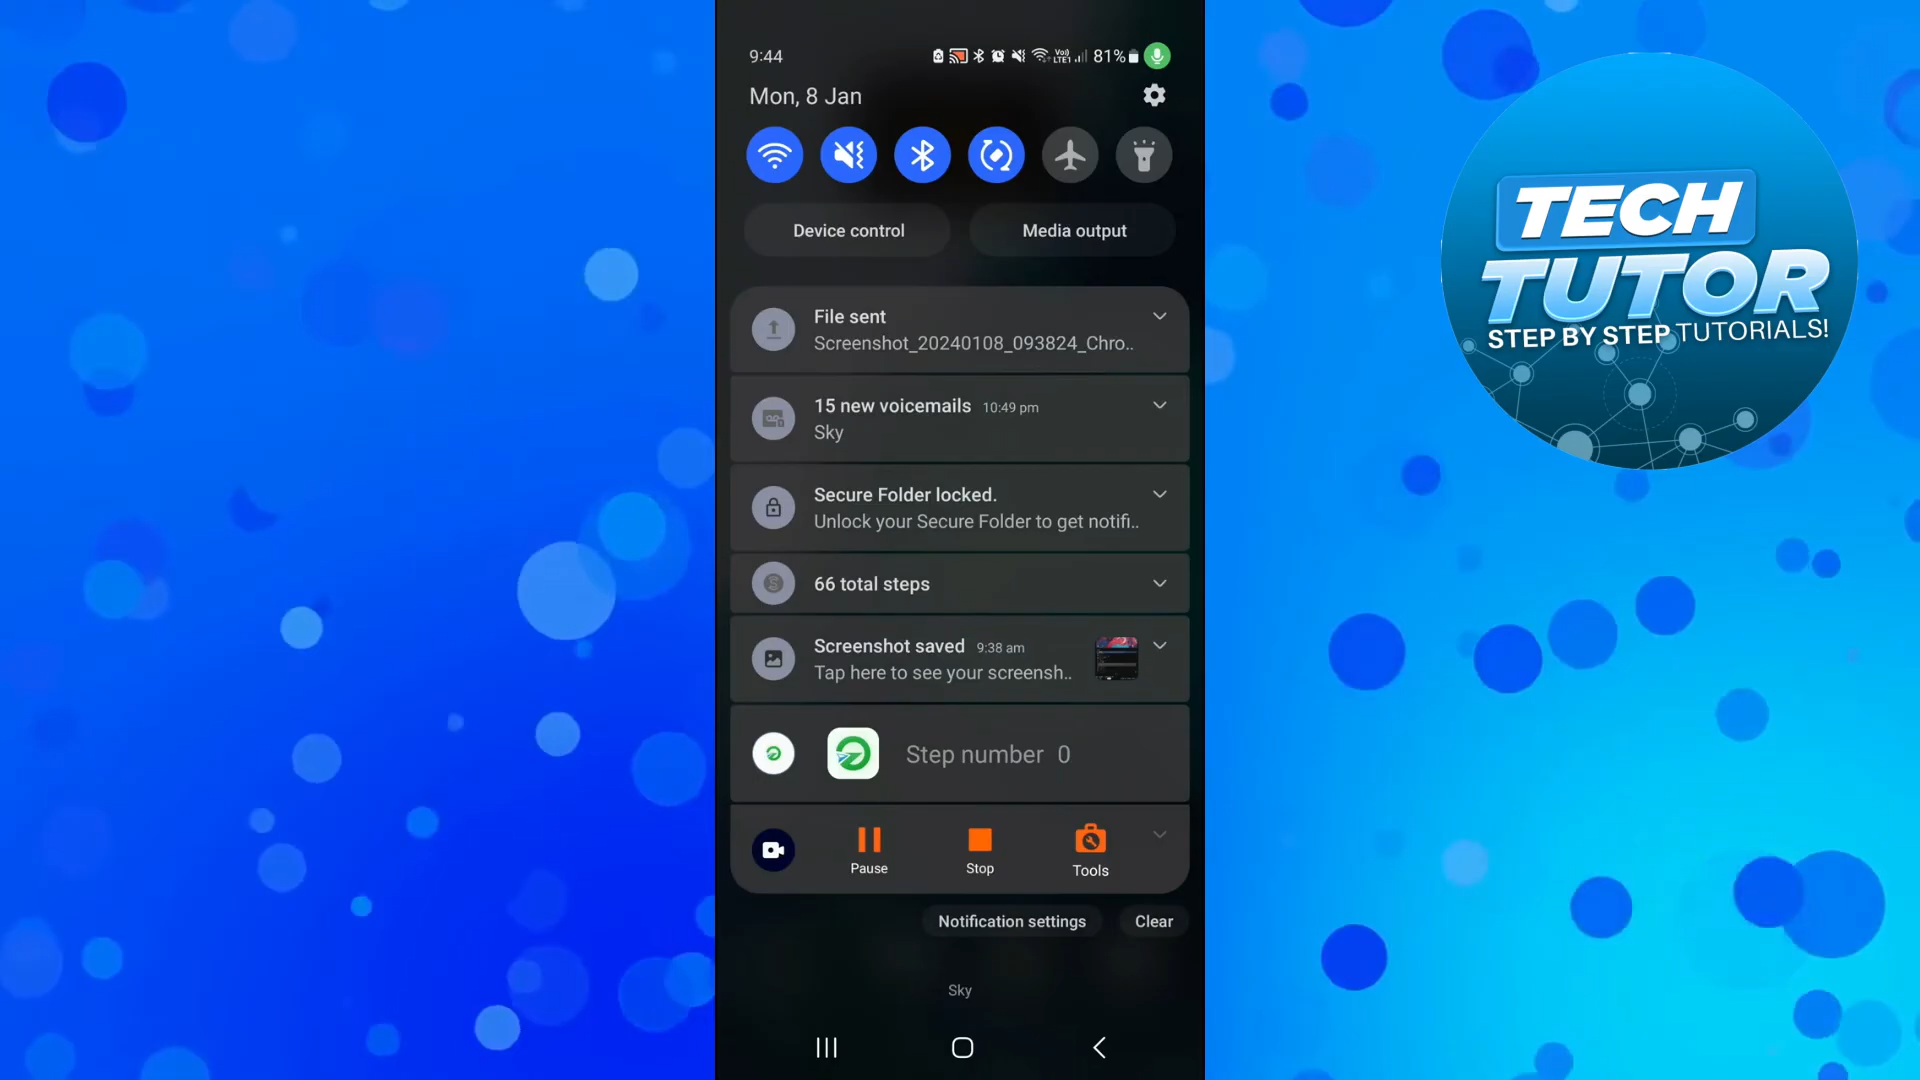 9:44
Vo)) LTE1 81%
Mon, 8 Jan
Device control
Media output
File sent
Screenshot_20240108_093824_Chro..
15 new voicemails 10:49 pm
Sky
Secure Folder locked.
Unlock your Secure Folder to get notifi..
66 total steps
Screenshot saved 9:38 am
Tap here to see your screensh..
Step number 0
Pause
Stop
Tools
Notification settings
Clear
Sky
TECH
TUTOR
STEP BY STEP TUTORIALS!